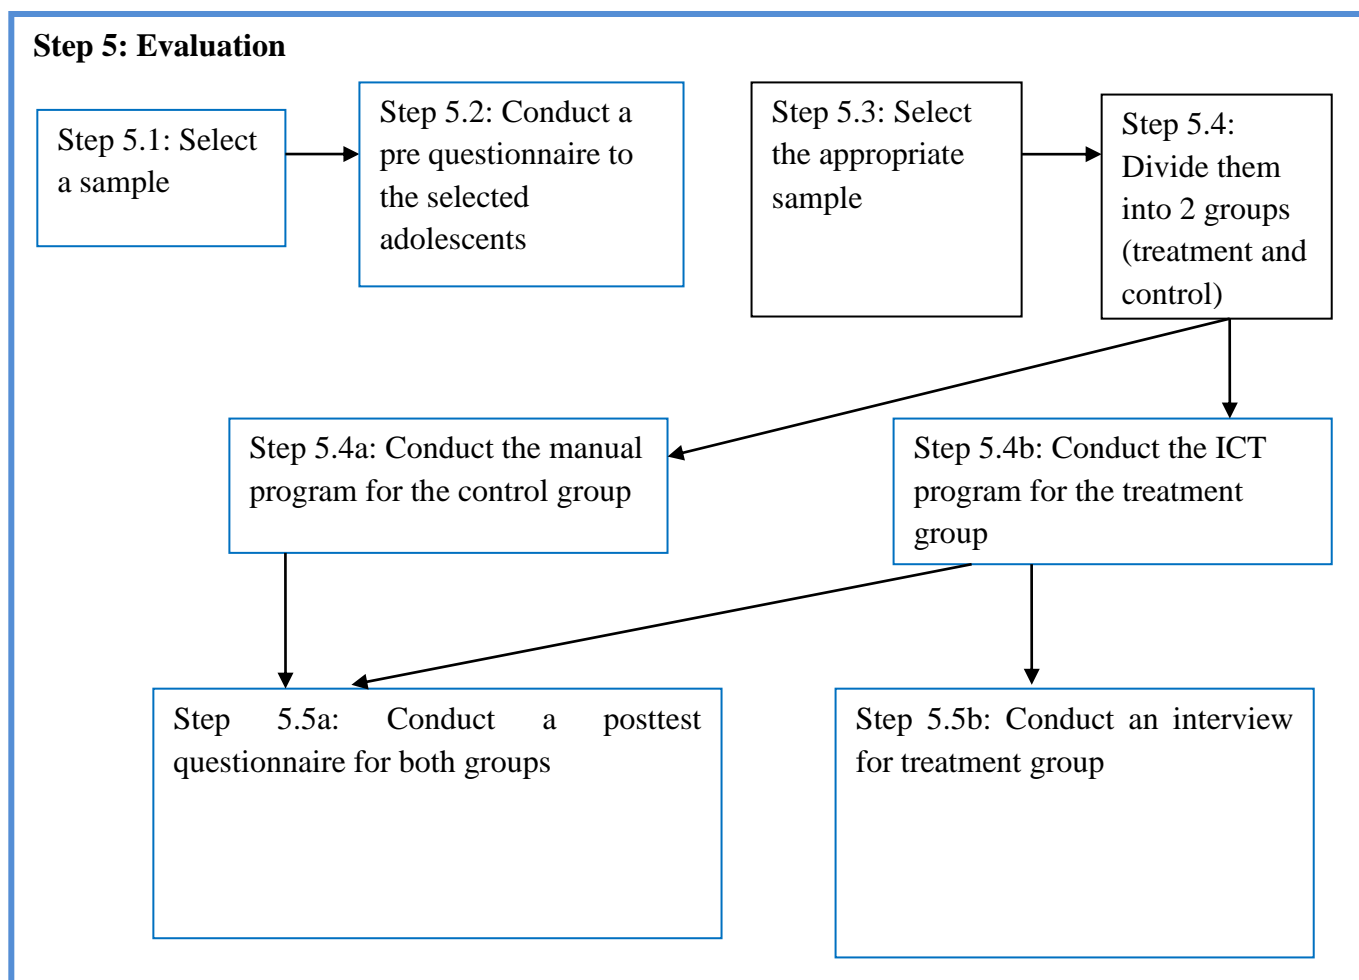 Step 5: Evaluation
Step 5.1: Select
a sample
Step 5.2: Conduct a
pre questionnaire to
the selected
adolescents
Step 5.3: Select
the appropriate
sample
Step 5.4:
Divide them
into 2 groups
(treatment and
control)
Step 5.4a: Conduct the manual
program for the control group
Step 5.4b: Conduct the ICT
program for the treatment
group
Step 5.5a: Conduct a posttest
questionnaire for both groups
Step 5.5b: Conduct an interview
for treatment group